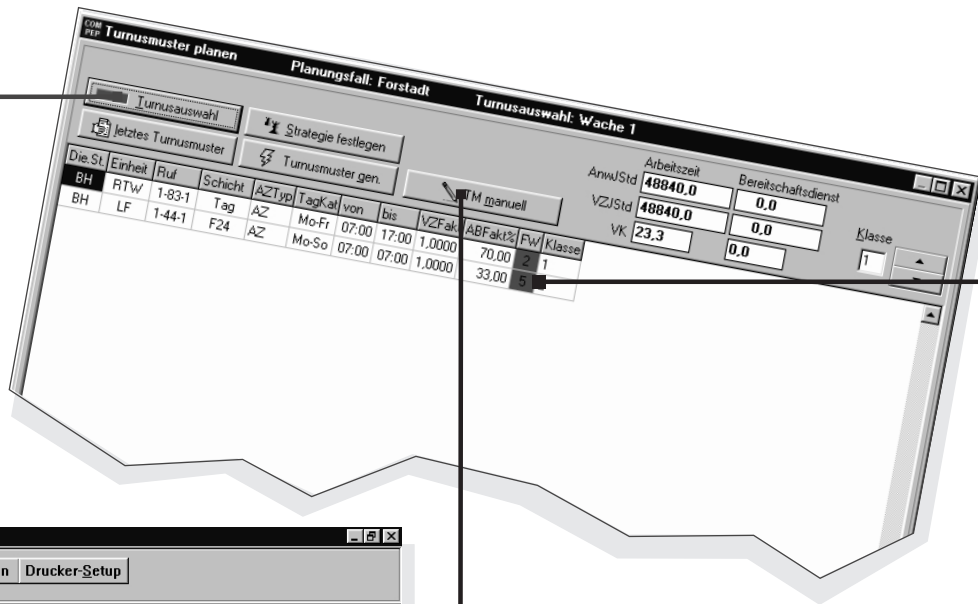 COM PEP Turnusmuster planen Planungsfall: Forstadt Turnusauswahl: Wache 1
Turnusauswahl Strategie festlegen
letztes Turnusmuster Turnusmuster gen. TM manuell
Arbeitszeit Bereitschaftsdienst
AnwJStd 48840,0 0,0
VZJStd 48840,0 0,0 Klasse
VK 23,3 0,0 1
Die.St. Einheit Ruf Schicht AZTyp TagKat von bis VZFak ABFakt% FW Klasse
BH RTW 1-83-1 Tag AZ Mo-Fr 07:00 17:00 1,0000 70,00 2 1
BH LF 1-44-1 F24 AZ Mo-So 07:00 07:00 1,0000 33,00 5
n Drucker-Setup